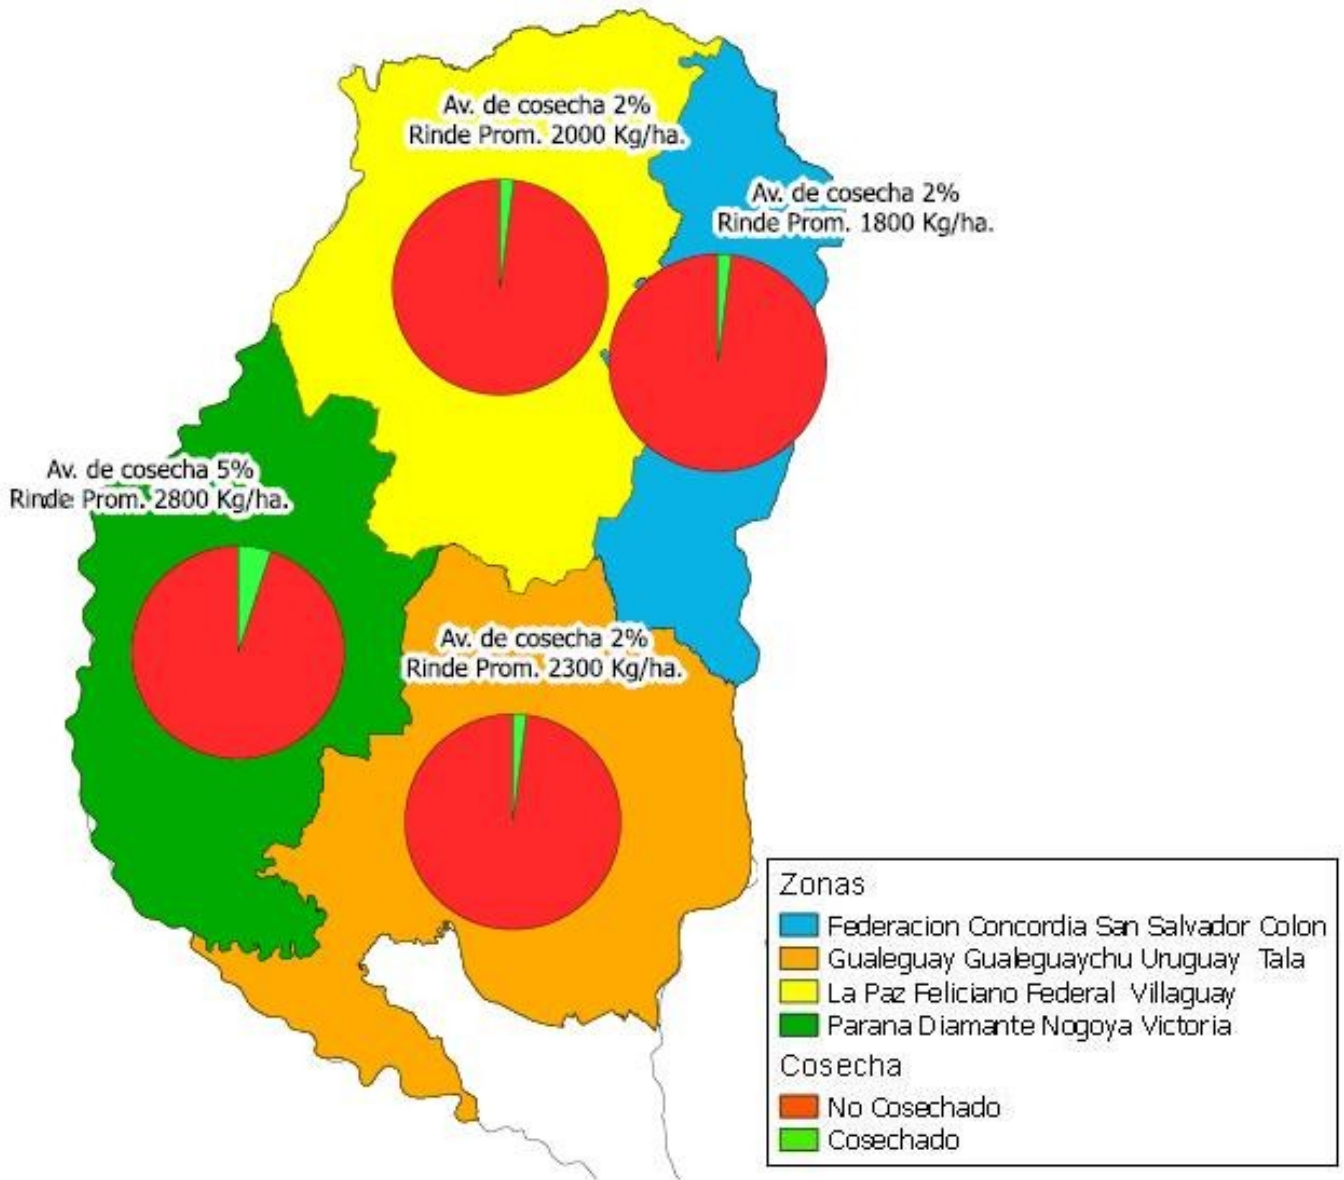 Av. de cosecha 2%
Rinde Prom. 2000 Kg/ha.
Av. de cosecha 2%
Rinde Prom. 1800 Kg/ha.
Av. de cosecha 5%
Rinde Prom. 2800 Kg/ha.
Av. de cosecha 2%
Rinde Prom. 2300 Kg/ha.
Zonas
Federacion Concordia San Salvador Colon
Gualeguay Gualeguaychu Uruguay Tala
La Paz Feliciano Federal Villaguay
Parana Diamante Nogoya Victoria
Cosecha
No Cosechado
Cosechado